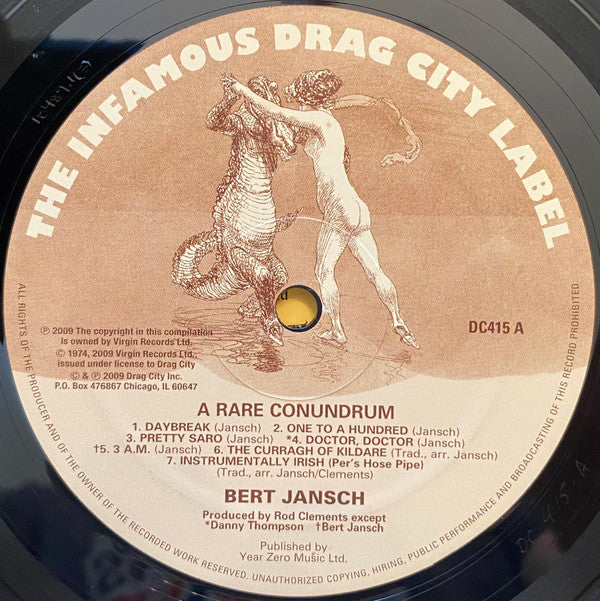 THE INFAMOUS DRAG CITY LABEL
℗ 2009 The copyright in this compilation
is owned by Virgin Records Ltd.
© 1974, 2009 Virgin Records Ltd.,
issued under license to Drag City
© & ℗ 2009 Drag City Inc.
P.O. Box 476867 Chicago, IL 60647
DC415 A
A RARE CONUNDRUM
1. DAYBREAK (Jansch) 2. ONE TO A HUNDRED (Jansch)
3. PRETTY SARO (Jansch) *4. DOCTOR, DOCTOR (Jansch)
†5. 3 A.M. (Jansch) 6. THE CURRAGH OF KILDARE (Trad., arr. Jansch)
7. INSTRUMENTALLY IRISH (Per's Hose Pipe)
(Trad., arr. Jansch/Clements)
BERT JANSCH
Produced by Rod Clements except
*Danny Thompson †Bert Jansch
Published by
Year Zero Music Ltd.
ALL RIGHTS OF THE PRODUCER AND OF THE OWNER OF THE RECORDED WORK RESERVED. UNAUTHORIZED COPYING, HIRING, PUBLIC PERFORMANCE AND BROADCASTING OF THIS RECORD PROHIBITED
DC-415-A